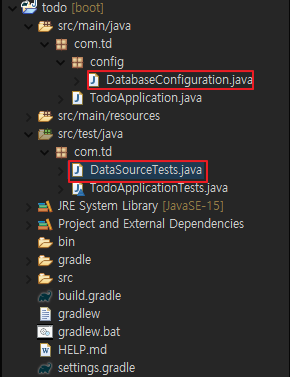 todo [boot]
src/main/java
com.td
config
DatabaseConfiguration.java
TodoApplication.java
src/main/resources
src/test/java
com.td
DataSourceTests.java
TodoApplicationTests.java
JRE System Library [JavaSE-15]
Project and External Dependencies
bin
gradle
src
build.gradle
gradlew
gradlew.bat
HELP.md
settings.gradle